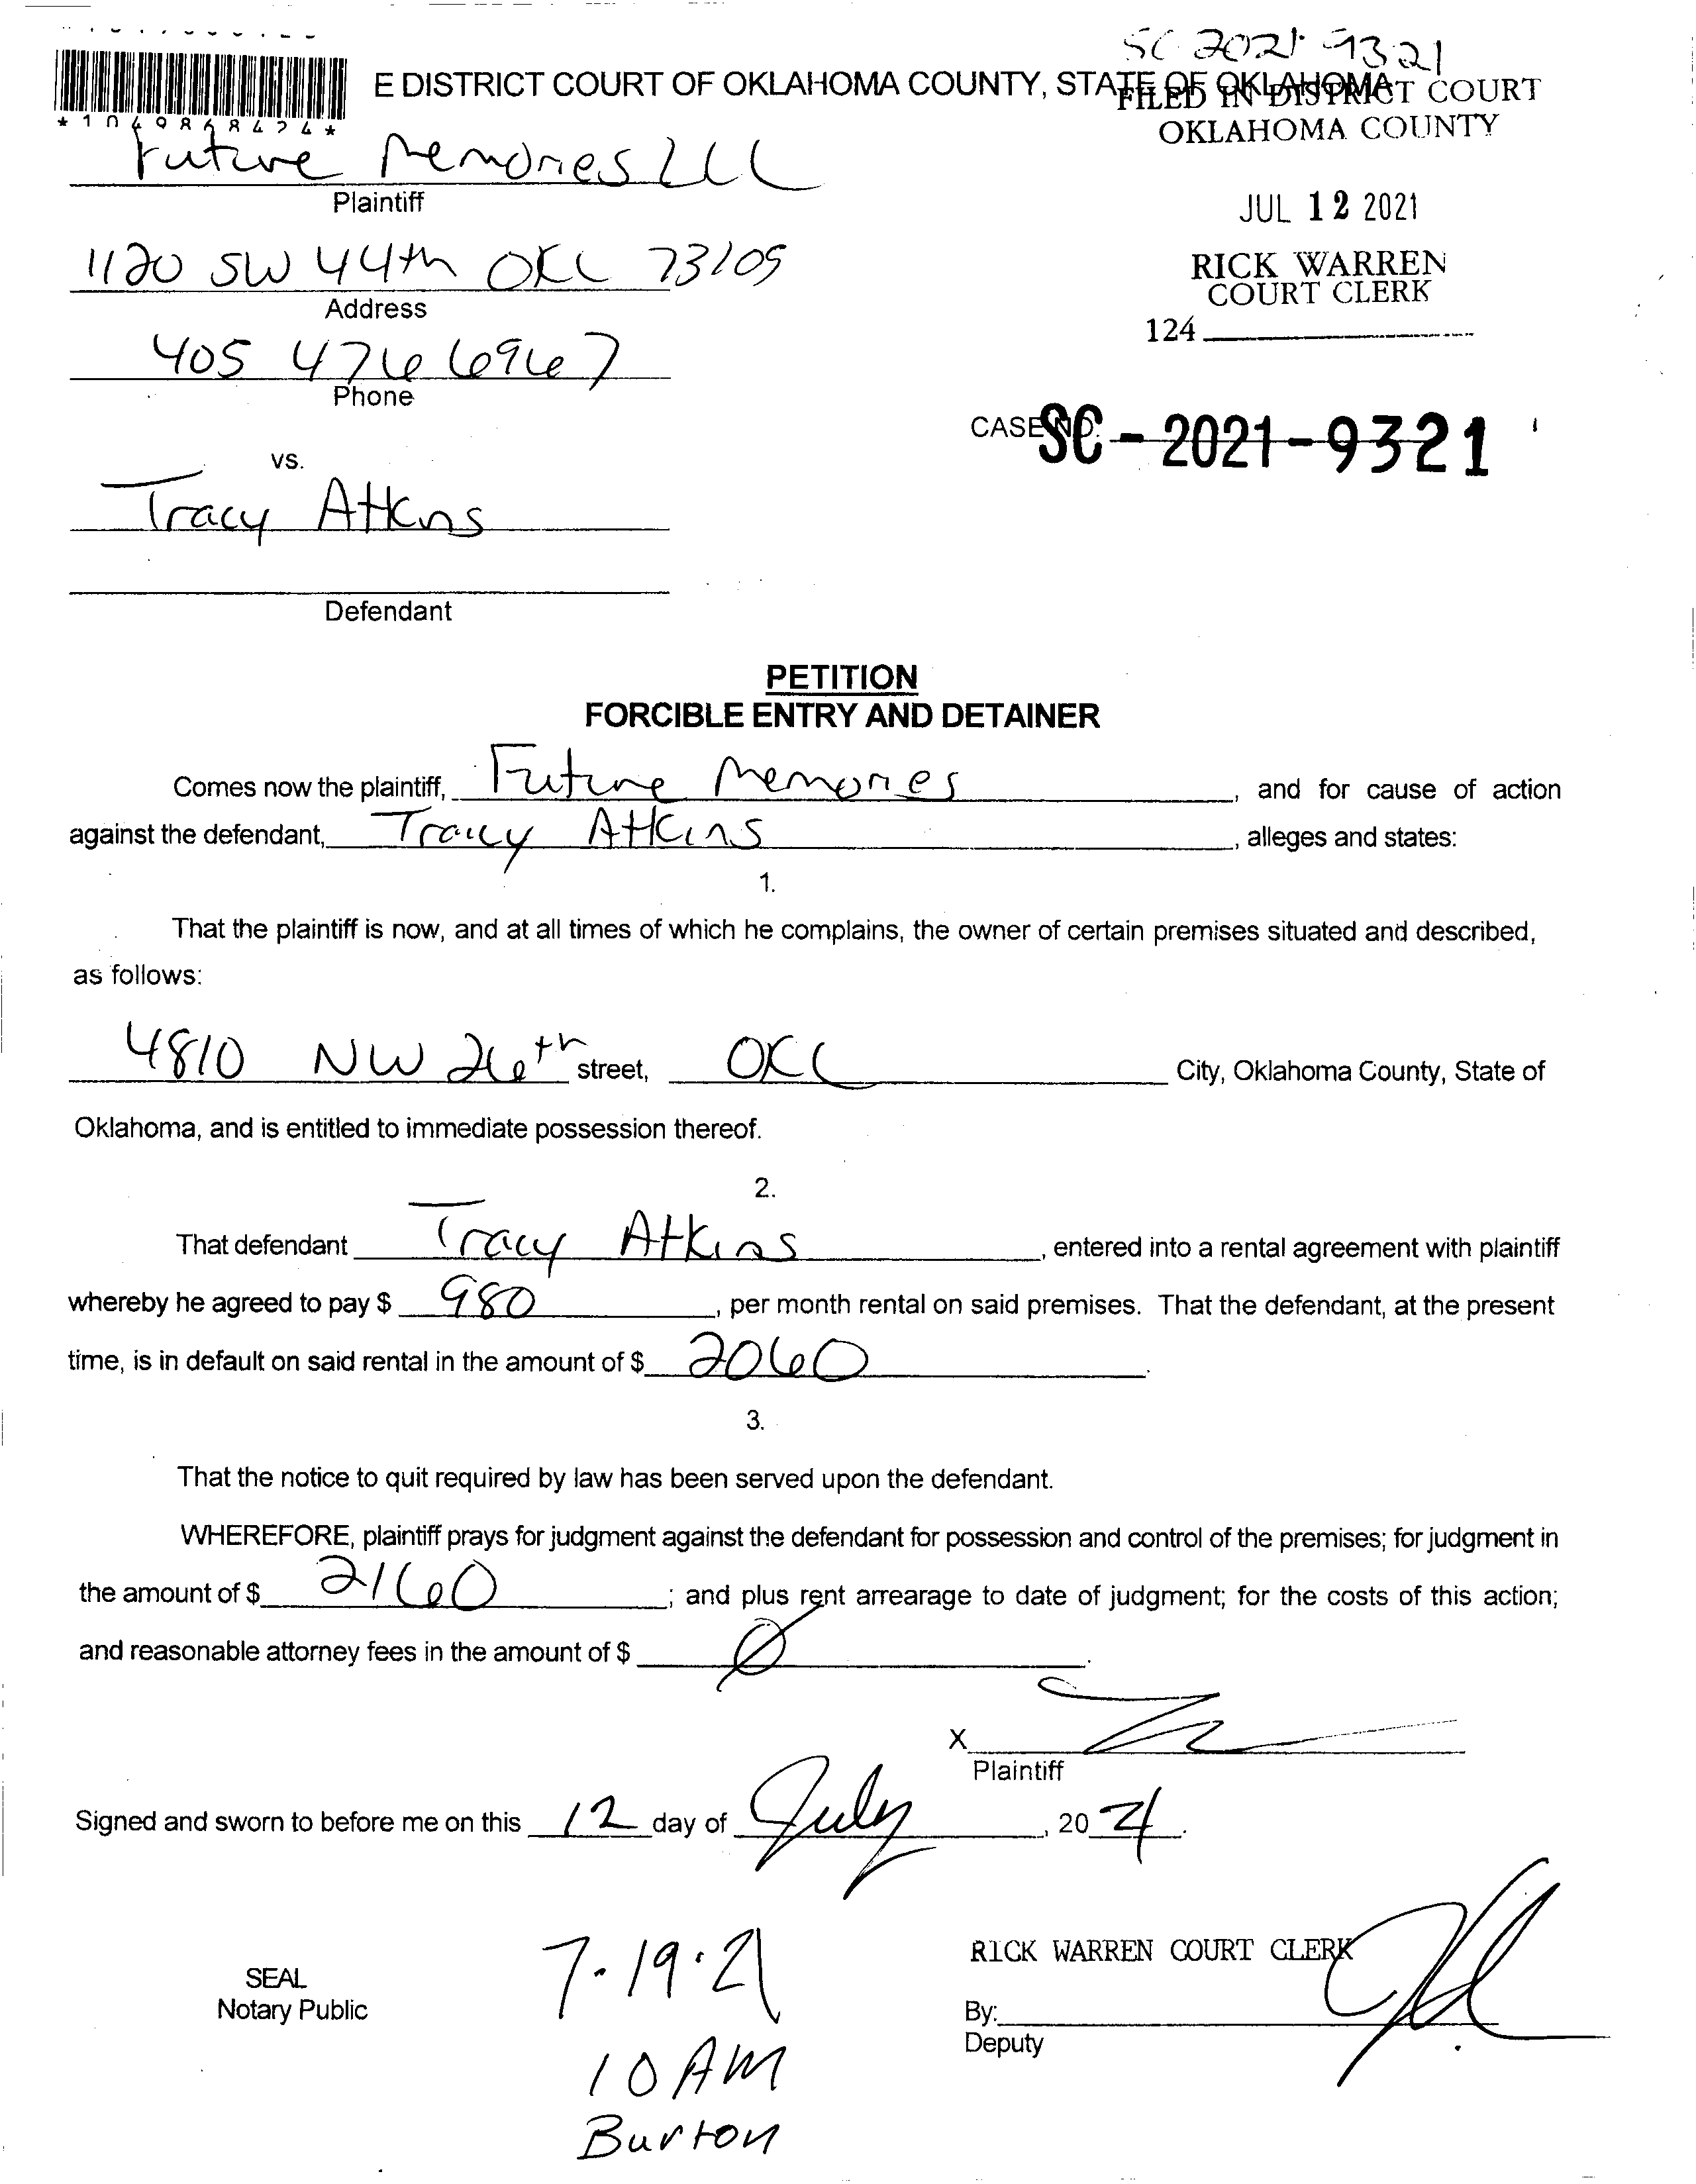 SC 2021-9321
E DISTRICT COURT OF OKLAHOMA COUNTY, STATE OF OKLAHOMA
FILED IN DISTRICT COURT
OKLAHOMA COUNTY
Future Memories LLC
Plaintiff
JUL 12 2021
1120 SW 44th OKC 73109
RICK WARREN
COURT CLERK
Address
124
405 476 6967
Phone
CASE NO. SC-2021-9321
vs.
Tracy Atkins
Defendant
PETITION
FORCIBLE ENTRY AND DETAINER
Comes now the plaintiff, Future Memories, and for cause of action
against the defendant, Tracy Atkins, alleges and states:
1.
That the plaintiff is now, and at all times of which he complains, the owner of certain premises situated and described,
as follows:
4810 NW 26th street, OKC City, Oklahoma County, State of
Oklahoma, and is entitled to immediate possession thereof.
2.
That defendant Tracy Atkins, entered into a rental agreement with plaintiff
whereby he agreed to pay $ 980, per month rental on said premises. That the defendant, at the present
time, is in default on said rental in the amount of $ 2060.
3.
That the notice to quit required by law has been served upon the defendant.
WHEREFORE, plaintiff prays for judgment against the defendant for possession and control of the premises; for judgment in
the amount of $ 2160; and plus rent arrearage to date of judgment; for the costs of this action;
and reasonable attorney fees in the amount of $ 0.
X
Plaintiff
Signed and sworn to before me on this 12 day of July, 2021.
7-19-21
RICK WARREN COURT CLERK
SEAL
Notary Public
By:
Deputy
10 AM
Burton